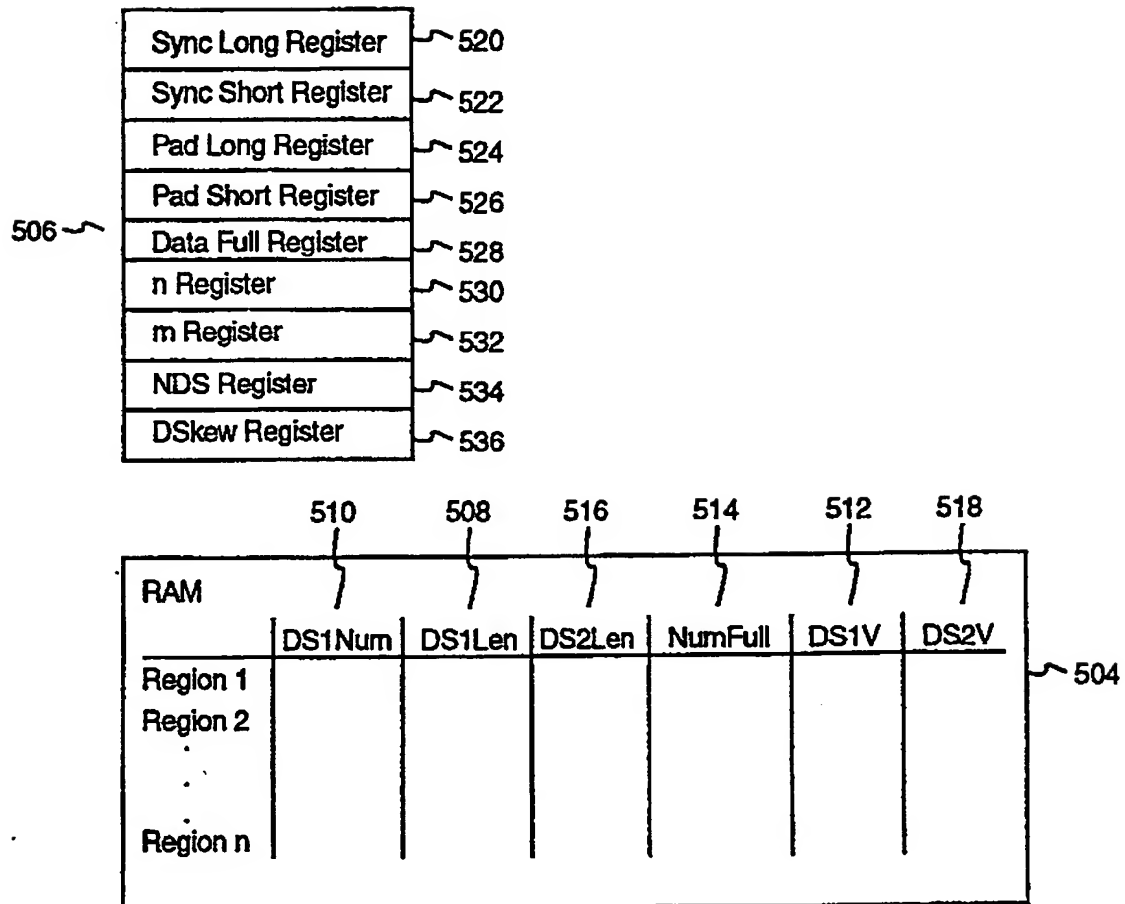 Sync Long Register 520
Sync Short Register 522
Pad Long Register 524
Pad Short Register 526
506
Data Full Register 528
n Register 530
m Register 532
NDS Register 534
DSkew Register 536
510 508 516 514 512 518
RAM
DS1Num DS1Len DS2Len NumFull DS1V DS2V
504
Region 1
Region 2
.
.
.
Region n